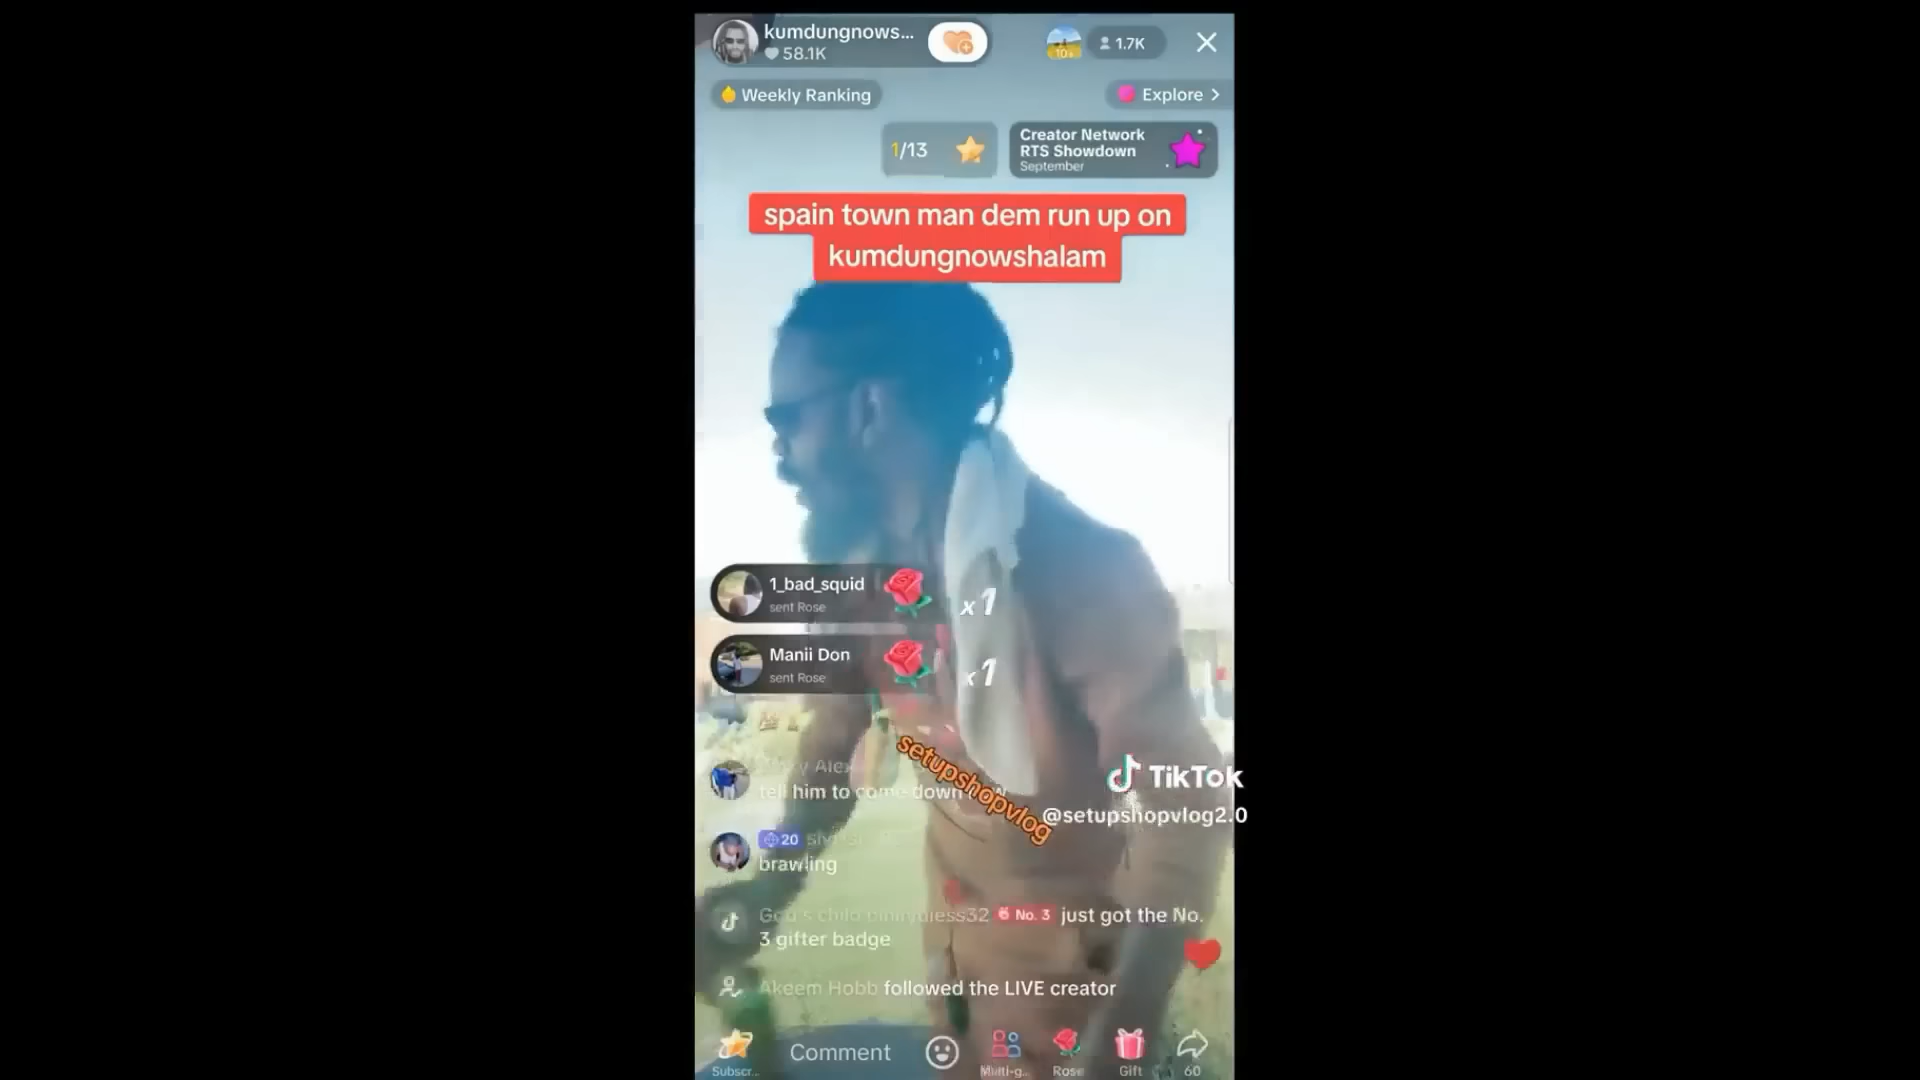 kumdungnows...
58.1K
1.7K
10+
Weekly Ranking
Explore >
1/13
Creator Network
RTS Showdown
September
spain town man dem run up on
kumdungnowshalam
1_bad_squid
sent Rose
x1
Manii Don
sent Rose
x1
tell him to come down
20
brawling
No. 3 just got the No.
3 gifter badge
Akeem Hobb followed the LIVE creator
setupshopvlog
TikTok
@setupshopvlog2.0
Comment
Subscr...
Multi-g...
Rose
Gift
60